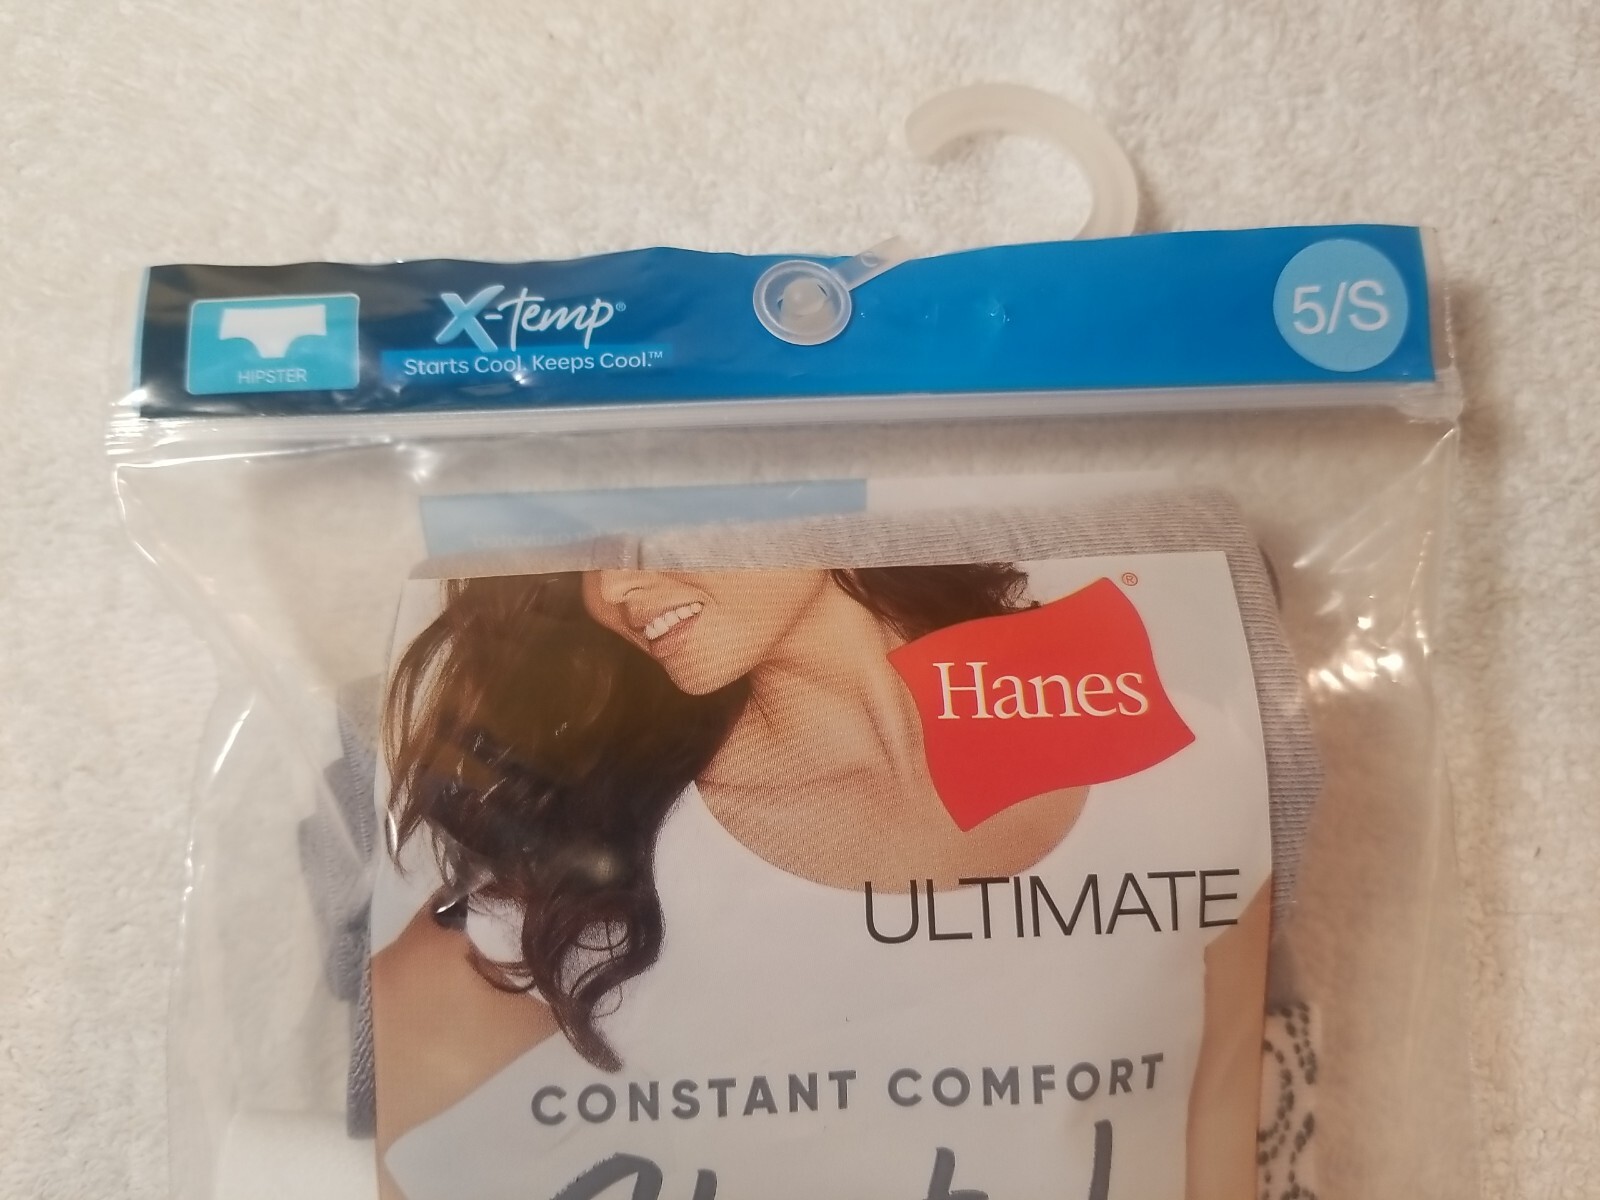 HIPSTER
X-Temp®
Starts Cool. Keeps Cool.™
5/S
Hanes®
ULTIMATE
CONSTANT COMFORT